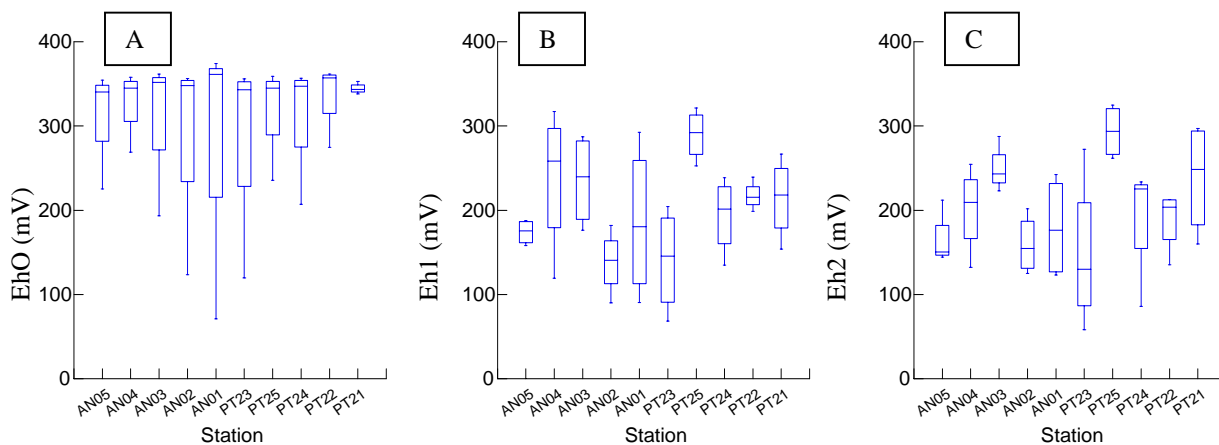 A
400
300
200
100
0
EhO (mV)
AN05 AN04 AN03 AN02 AN01 PT23 PT25 PT24 PT22 PT21
Station
B
400
300
200
100
0
Eh1 (mV)
AN05 AN04 AN03 AN02 AN01 PT23 PT25 PT24 PT22 PT21
Station
C
400
300
200
100
0
Eh2 (mV)
AN05 AN04 AN03 AN02 AN01 PT23 PT25 PT24 PT22 PT21
Station